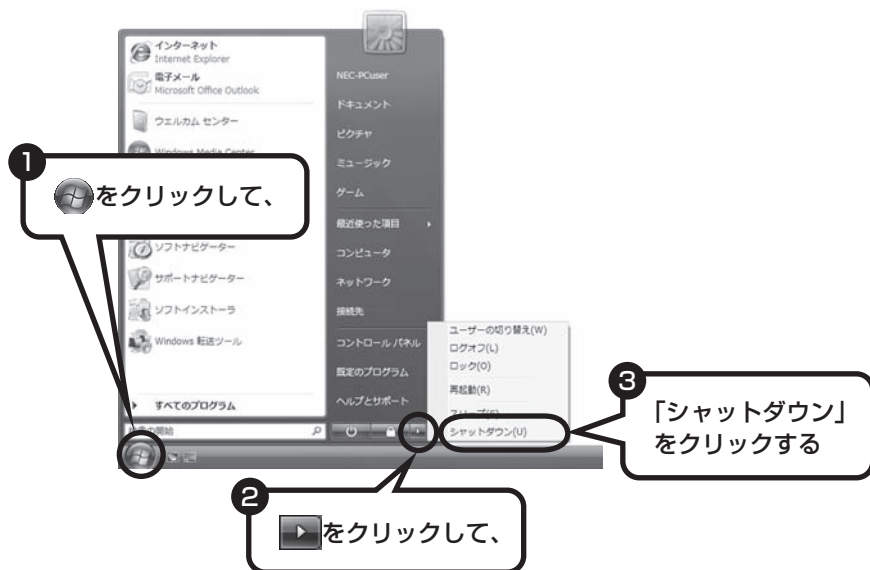 インターネット
Internet Explorer
電子メール
Microsoft Office Outlook
ウェルカム センター
Windows Media Center
ソフトナビゲーター
サポートナビゲーター
ソフトインストーラ
Windows 転送ツール
すべてのプログラム
検索の開始
NEC-PCuser
ドキュメント
ピクチャ
ミュージック
ゲーム
最近使った項目
コンピュータ
ネットワーク
接続先
コントロール パネル
既定のプログラム
ヘルプとサポート
ユーザーの切り替え(W)
ログオフ(L)
ロック(O)
再起動(R)
スリープ(S)
シャットダウン(U)
1
をクリックして、
2
をクリックして、
3
「シャットダウン」
をクリックする